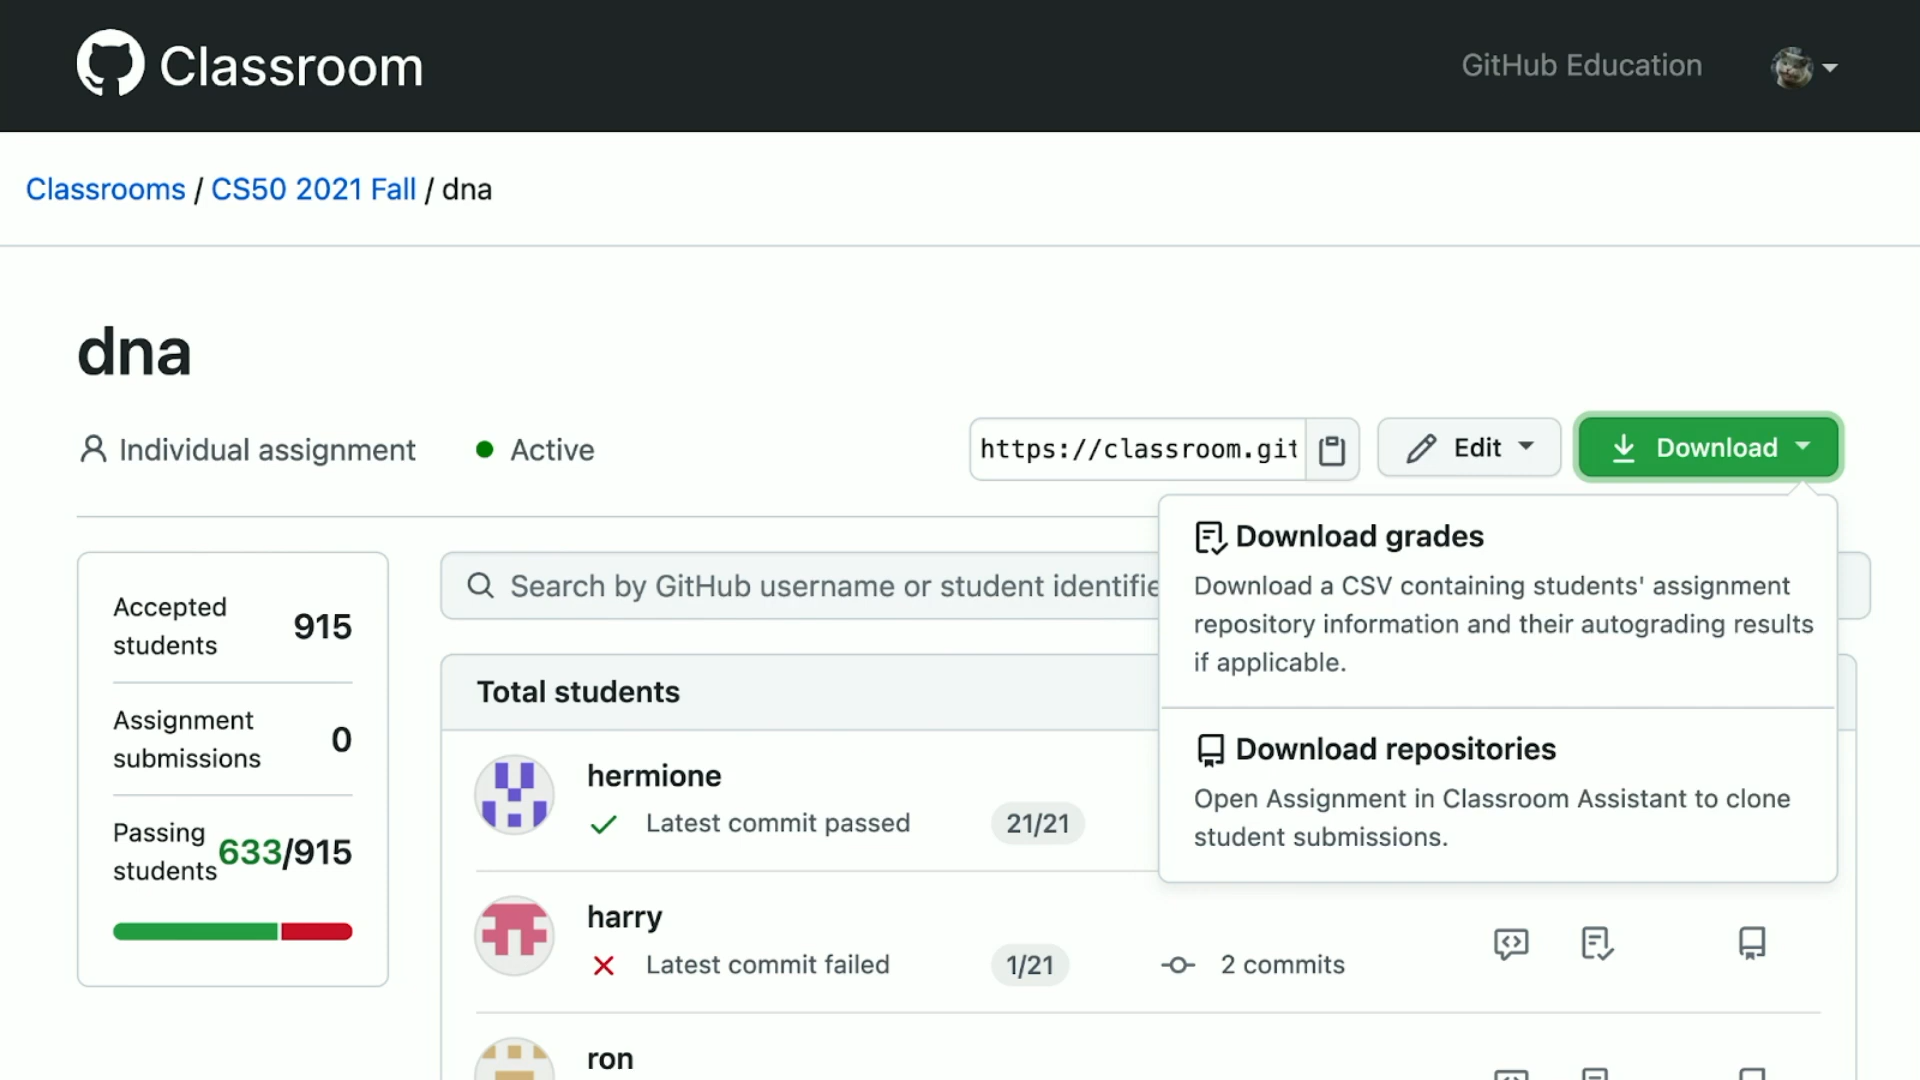 Classroom
GitHub Education
Classrooms / CS50 2021 Fall / dna
dna
Individual assignment
Active
https://classroom.git
Edit
Download
Download grades
Download a CSV containing students' assignment
repository information and their autograding results
if applicable.
Download repositories
Open Assignment in Classroom Assistant to clone
student submissions.
Accepted
students
915
Assignment
submissions
0
Passing
students
633/915
Search by GitHub username or student identifie
Total students
hermione
Latest commit passed
21/21
harry
Latest commit failed
1/21
2 commits
ron